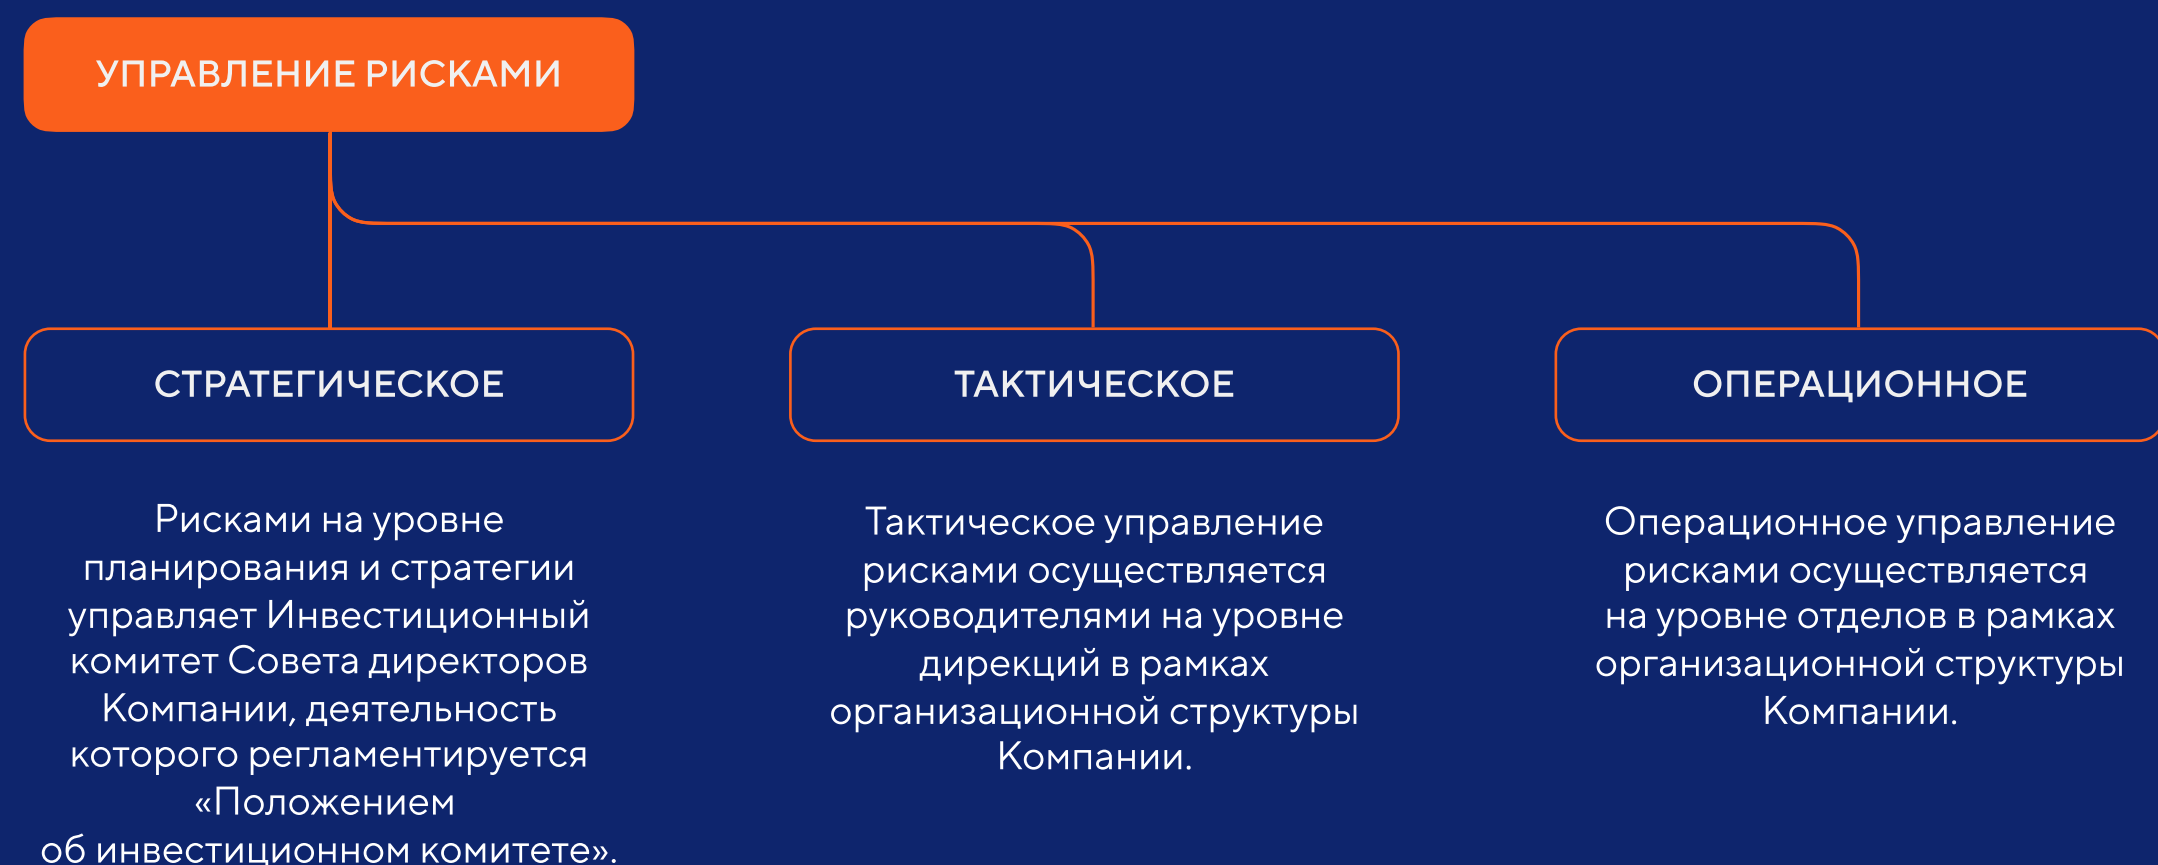 УПРАВЛЕНИЕ РИСКАМИ
СТРАТЕГИЧЕСКОЕ
Рисками на уровне
планирования и стратегии
управляет Инвестиционный
комитет Совета директоров
Компании, деятельность
которого регламентируется
«Положением
об инвестиционном комитете».
ТАКТИЧЕСКОЕ
Тактическое управление
рисками осуществляется
руководителями на уровне
дирекций в рамках
организационной структуры
Компании.
ОПЕРАЦИОННОЕ
Операционное управление
рисками осуществляется
на уровне отделов в рамках
организационной структуры
Компании.